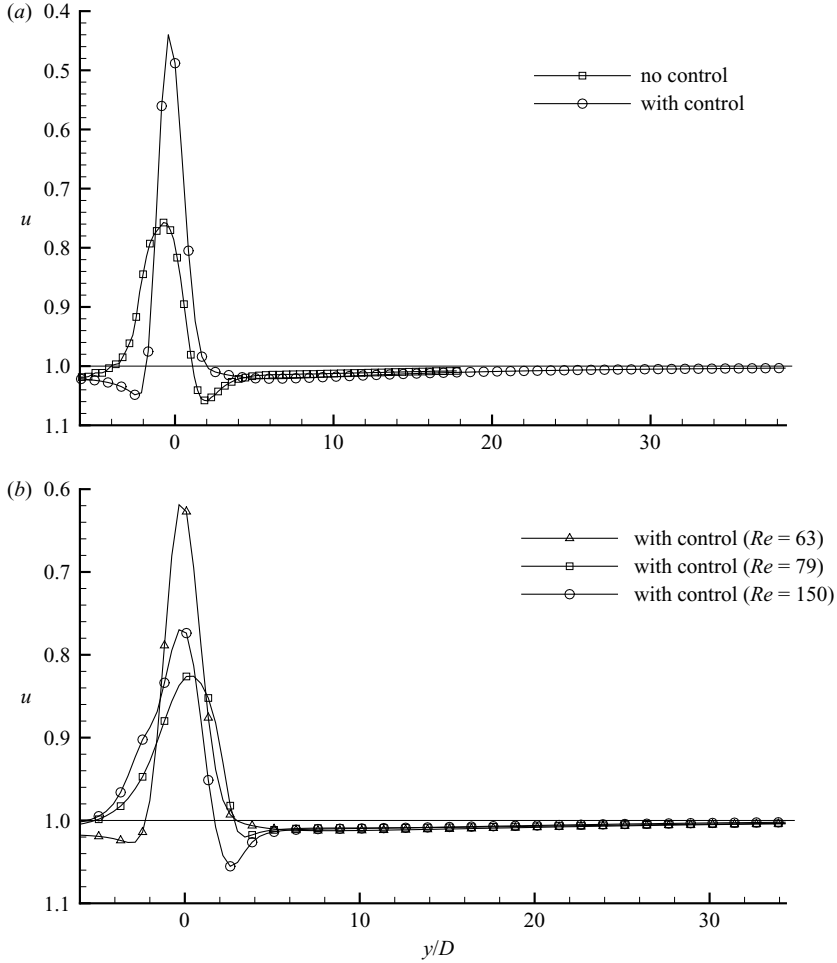 (a)
0.4
0.5
0.6
0.7
0.8
0.9
1.0
1.1
u
no control
with control
0 10 20 30
(b)
0.6
0.7
0.8
0.9
1.0
1.1
u
with control (Re = 63)
with control (Re = 79)
with control (Re = 150)
0 10 20 30
y/D